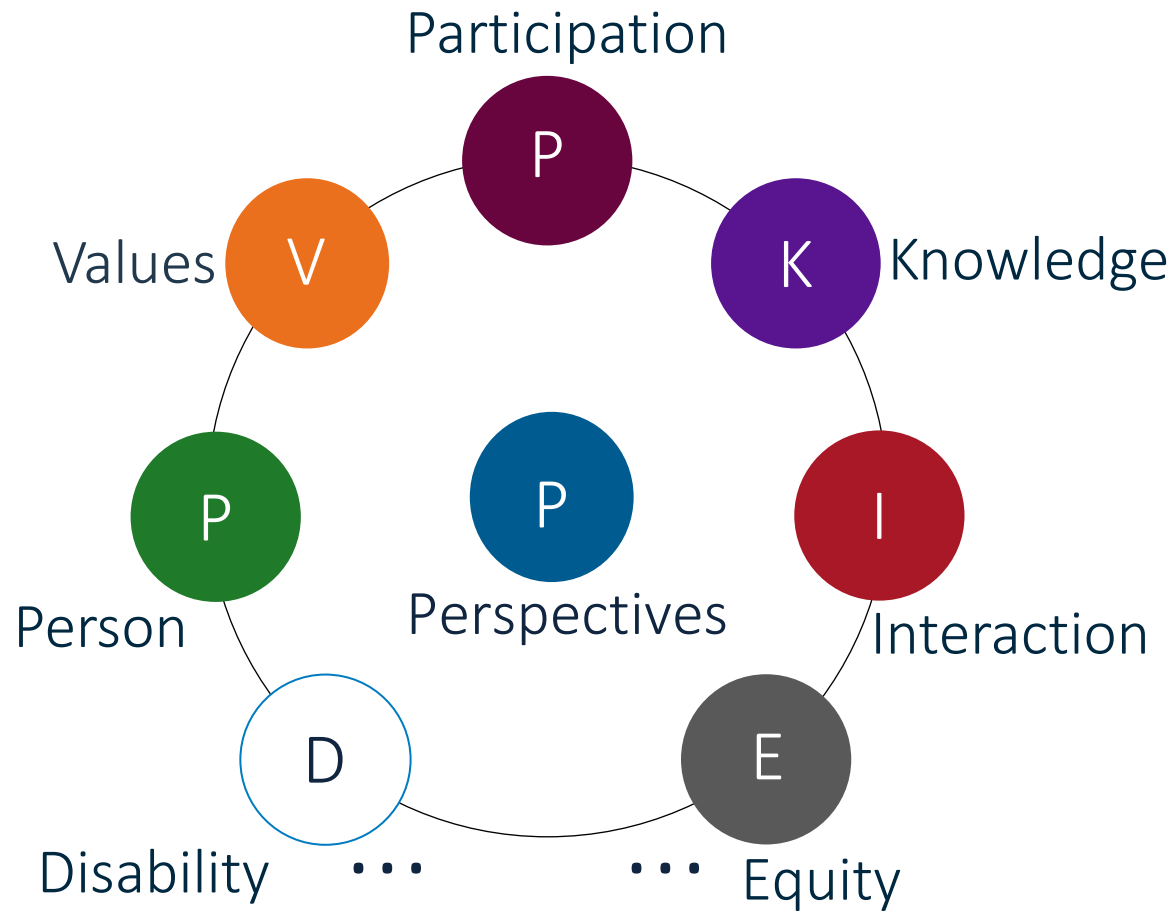 Participation
P
V
Values
K
Knowledge
P
Person
P
Perspectives
I
Interaction
D
Disability
...
E
...
Equity